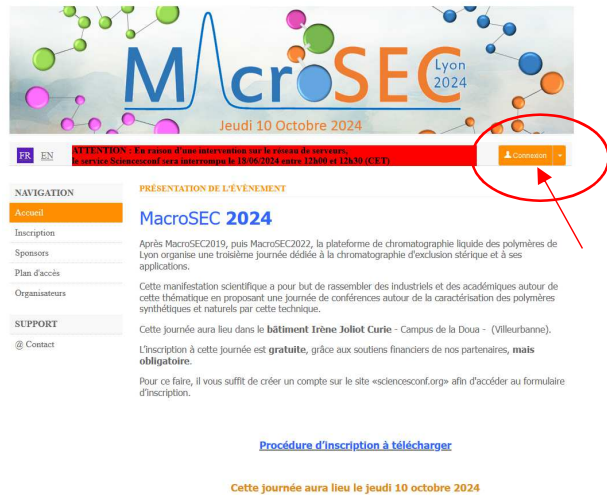 MAcroSEC
Lyon
2024
Jeudi 10 Octobre 2024
FR EN
ATTENTION : En raison d'une intervention sur le réseau de serveurs,
le service Sciencesconf sera interrompu le 18/06/2024 entre 12h00 et 12h30 (CET)
Connexion
NAVIGATION
Accueil
Inscription
Sponsors
Plan d'accès
Organisateurs
SUPPORT
@ Contact
PRÉSENTATION DE L'ÉVÈNEMENT
MacroSEC 2024
Après MacroSEC2019, puis MacroSEC2022, la plateforme de chromatographie liquide des polymères de
Lyon organise une troisième journée dédiée à la chromatographie d'exclusion stérique et à ses
applications.
Cette manifestation scientifique a pour but de rassembler des industriels et des académiques autour de
cette thématique en proposant une journée de conférences autour de la caractérisation des polymères
synthétiques et naturels par cette technique.
Cette journée aura lieu dans le bâtiment Irène Joliot Curie - Campus de la Doua - (Villeurbanne).
L'inscription à cette journée est gratuite, grâce aux soutiens financiers de nos partenaires, mais
obligatoire.
Pour ce faire, il vous suffit de créer un compte sur le site «sciencesconf.org» afin d'accéder au formulaire
d'inscription.
Procédure d'inscription à télécharger
Cette journée aura lieu le jeudi 10 octobre 2024